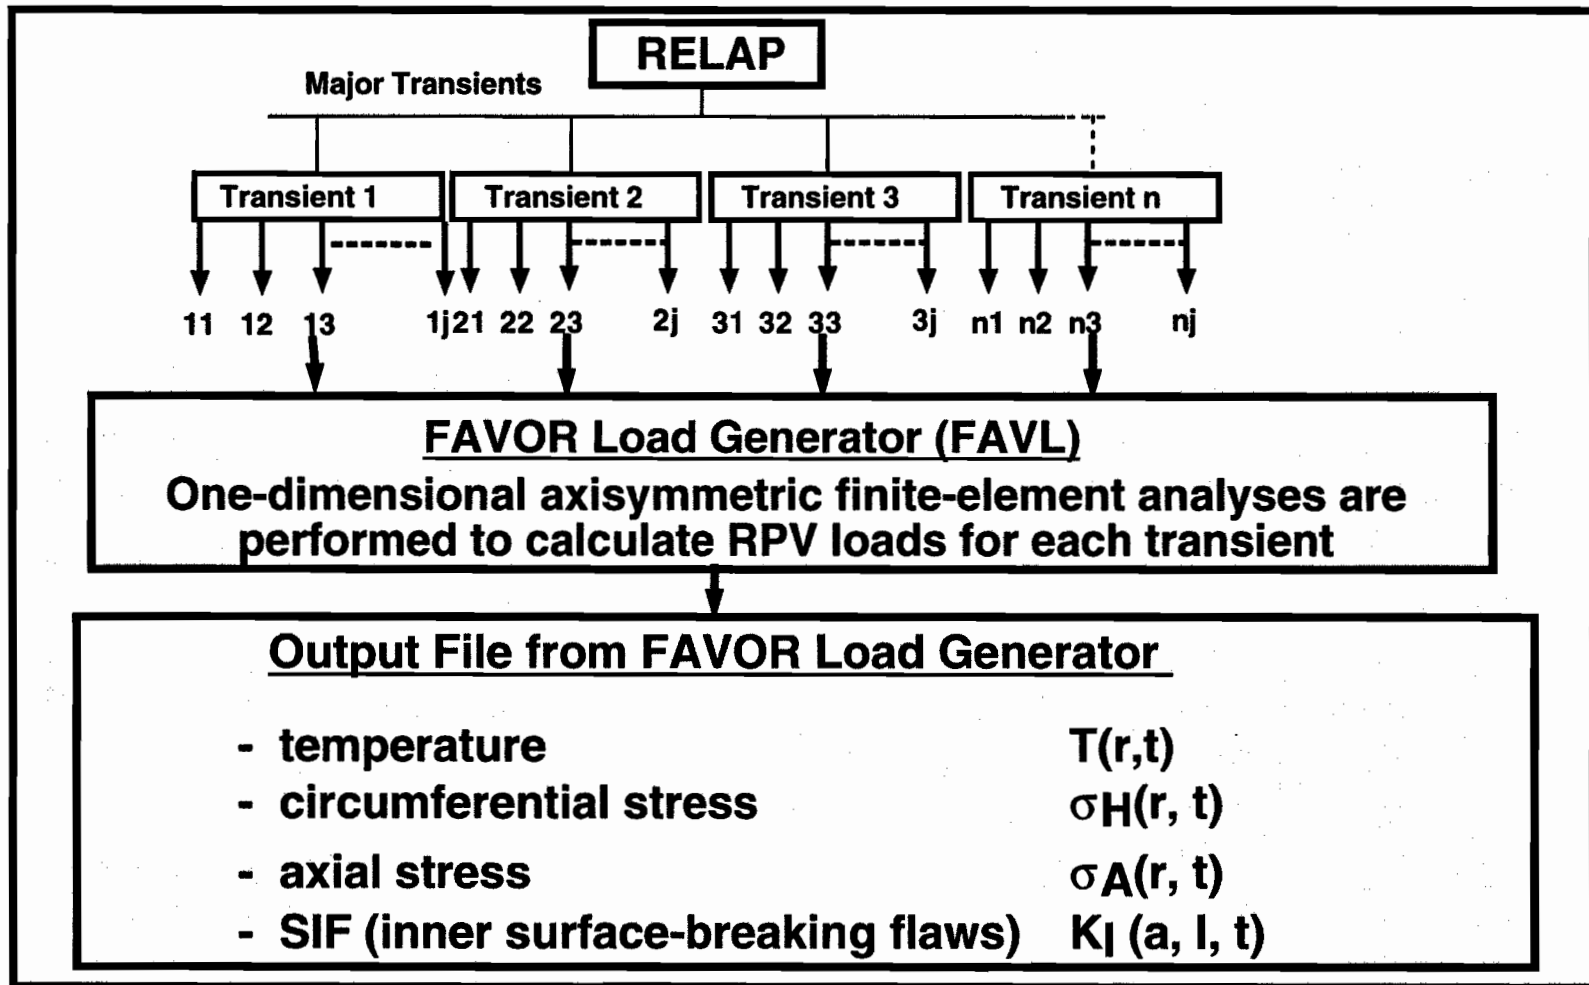 RELAP
Major Transients
Transient 1 Transient 2 Transient 3 Transient n
11 12 13 1j 21 22 23 2j 31 32 33 3j n1 n2 n3 nj
FAVOR Load Generator (FAVL)
One-dimensional axisymmetric finite-element analyses are
performed to calculate RPV loads for each transient
Output File from FAVOR Load Generator
- temperature T(r,t)
- circumferential stress σH(r, t)
- axial stress σA(r, t)
- SIF (inner surface-breaking flaws) KI (a, l, t)